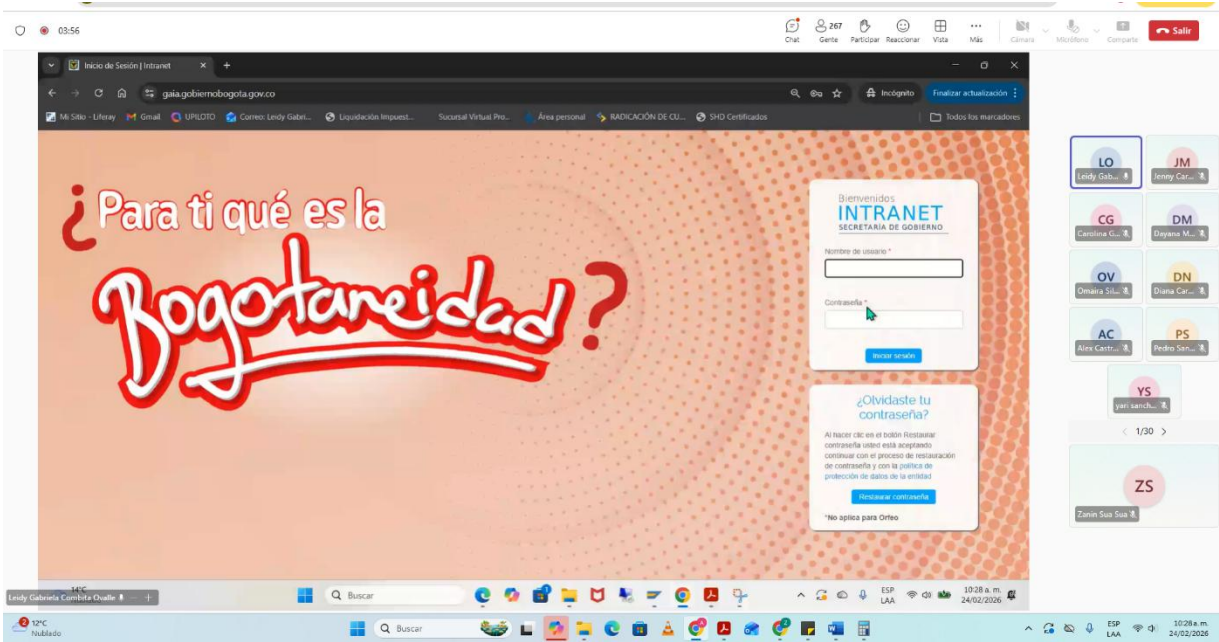 03:56
Chat
267
Gente
Participar
Reaccionar
Vista
Más
Cámara
Micrófono
Compartir
Salir
Inicio de Sesión | Intranet
gaia.gobiernobogota.gov.co
Incógnito
Finalizar actualización
Mi Sitio - Liferay
Gmail
UPILOTO
Correo: Leidy Gabri...
Liquidación Impuest...
Sucursal Virtual Pro...
Área personal
RADICACIÓN DE CU...
SHD Certificados
Todos los marcadores
¿Para ti qué es la
Bogotaneidad?
Bienvenidos
INTRANET
SECRETARÍA DE GOBIERNO
Nombre de usuario *
Contraseña *
Iniciar sesión
¿Olvidaste tu
contraseña?
Al hacer clic en el botón Restaurar
contraseña usted está aceptando
continuar con el proceso de restauración
de contraseña y con la política de
protección de datos de la entidad
Restaurar contraseña
*No aplica para Orfeo
LO
Leidy Gab...
JM
Jenny Car...
CG
Carolina G...
DM
Dayana M...
OV
Omaira Sil...
DN
Diana Car...
AC
Alex Castr...
PS
Pedro San...
YS
yari sanch...
1/30
ZS
Zanin Sua Sua
14°C
Leidy Gabriela Combita Ovalle
Buscar
ESP
LAA
10:28 a. m.
24/02/2026
12°C
Nublado
Buscar
ESP
LAA
10:28 a. m.
24/02/2026